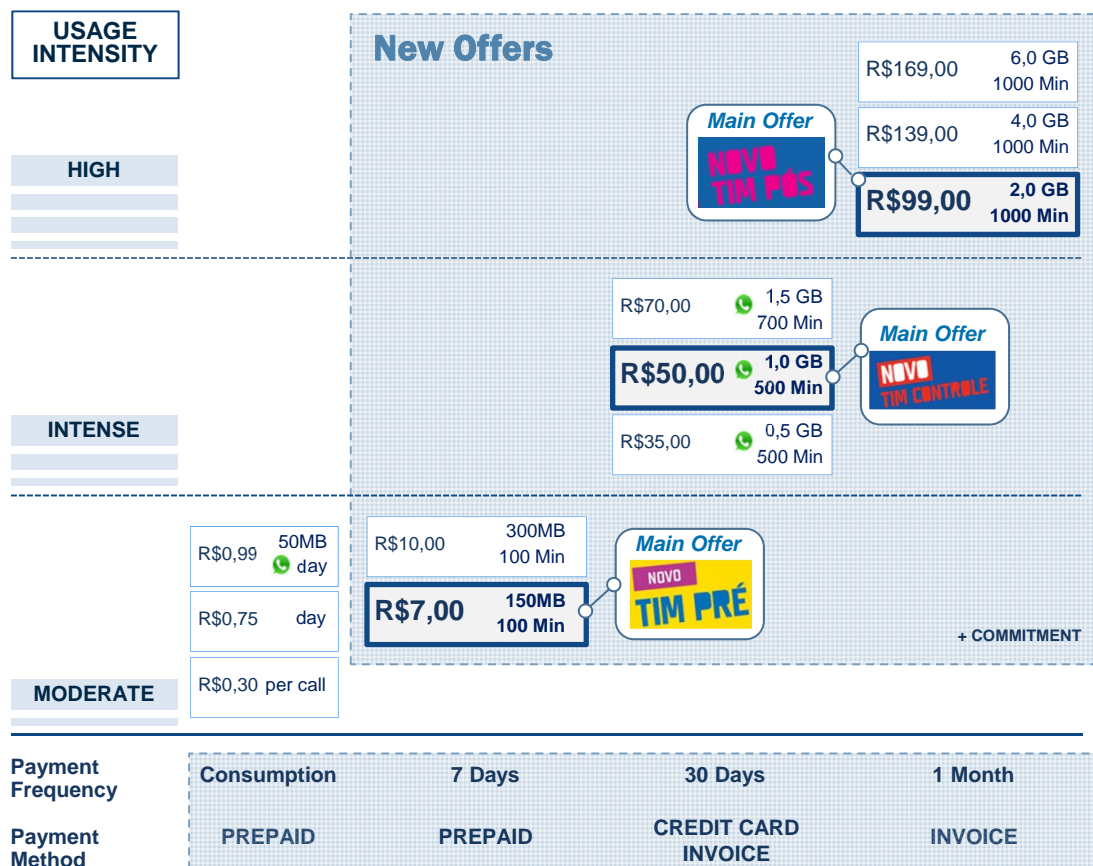 USAGE
INTENSITY
New Offers
R$169,00
6,0 GB
1000 Min
Main Offer
NOVO
TIM PÓS
R$139,00
4,0 GB
1000 Min
HIGH
R$99,00
2,0 GB
1000 Min
R$70,00
1,5 GB
700 Min
R$50,00
1,0 GB
500 Min
Main Offer
NOVO
TIM CONTROLE
INTENSE
R$35,00
0,5 GB
500 Min
R$0,99
50MB
day
R$10,00
300MB
100 Min
Main Offer
NOVO
TIM PRÉ
R$0,75
day
R$7,00
150MB
100 Min
+ COMMITMENT
MODERATE
R$0,30 per call
Payment
Frequency
Consumption
7 Days
30 Days
1 Month
Payment
Method
PREPAID
PREPAID
CREDIT CARD
INVOICE
INVOICE